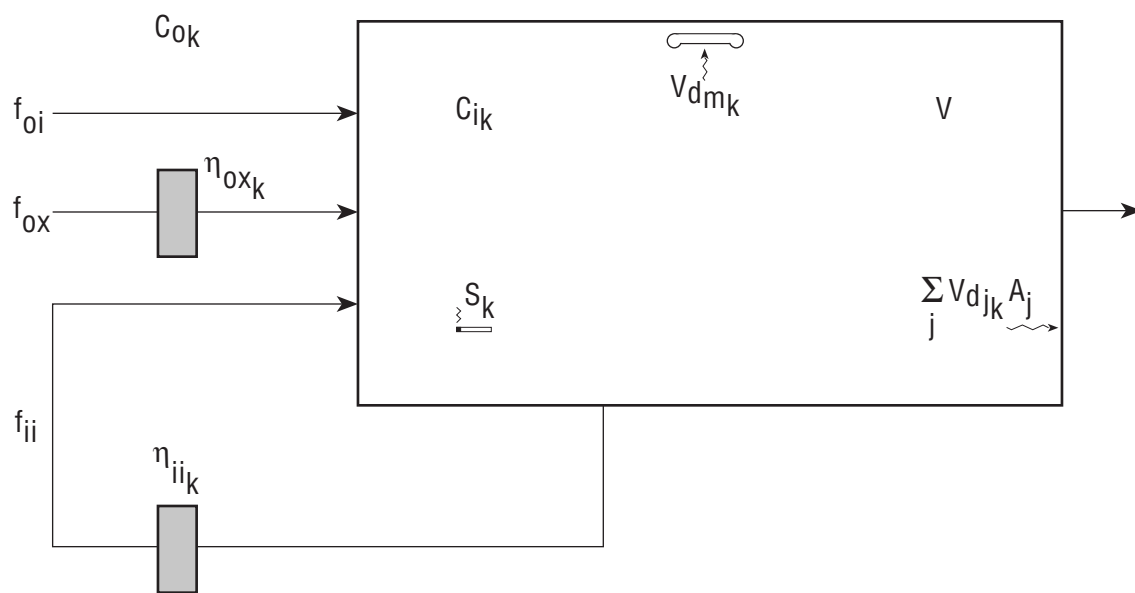 C_{o_k}
f_{oi}
C_{i_k}
V_{d_{m_k}}
V
η_{ox_k}
f_{ox}
S_k
∑_j V_{d_{j_k}} A_j
f_{ii}
η_{ii_k}